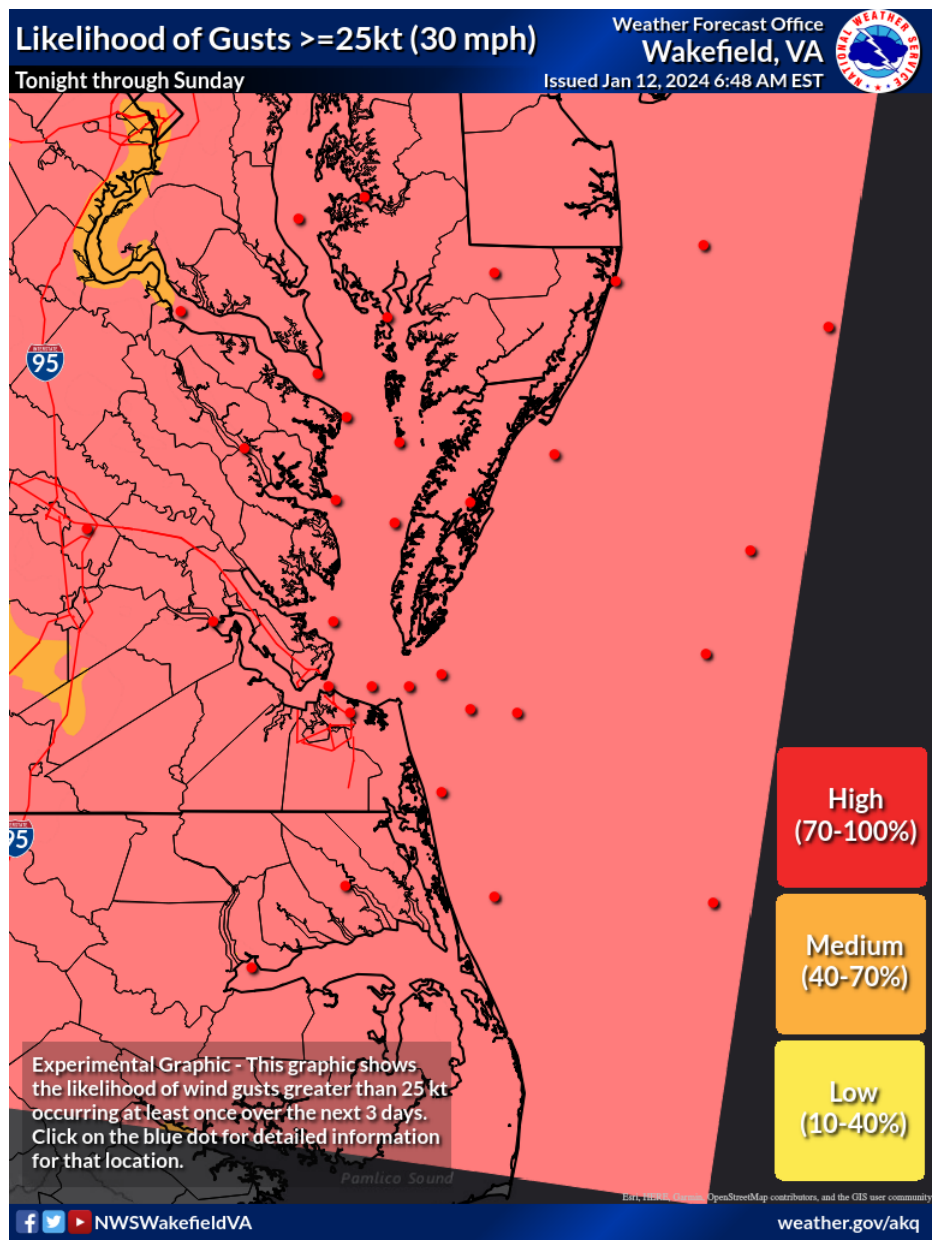 Likelihood of Gusts >=25kt (30 mph)
Tonight through Sunday
Weather Forecast Office
Wakefield, VA
Issued Jan 12, 2024 6:48 AM EST
NATIONAL WEATHER SERVICE
95
95
High
(70-100%)
Medium
(40-70%)
Low
(10-40%)
Experimental Graphic - This graphic shows
the likelihood of wind gusts greater than 25 kt
occurring at least once over the next 3 days.
Click on the blue dot for detailed information
for that location.
Pamlico Sound
Esri, HERE, Garmin, OpenStreetMap contributors, and the GIS user community
NWSWakefieldVA
weather.gov/akq